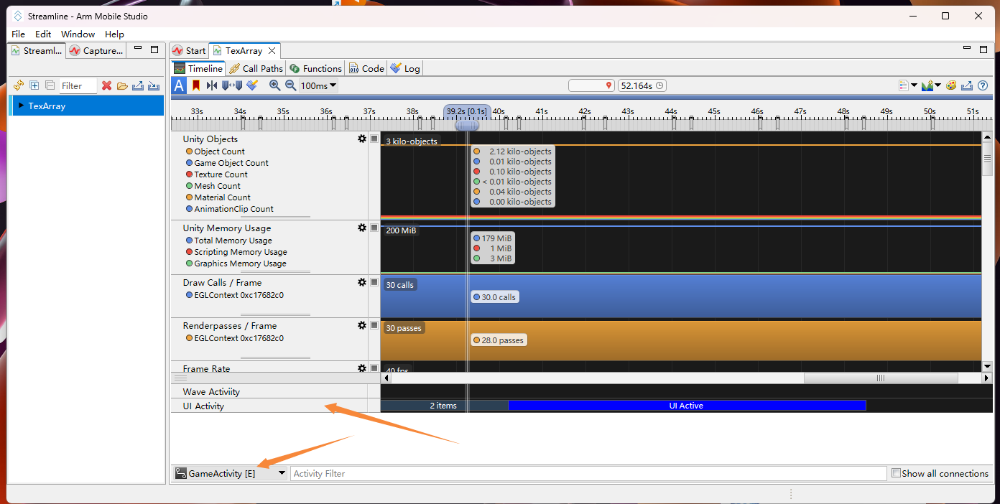 Streamline - Arm Mobile Studio
File Edit Window Help
Streaml... Capture...
Start TexArray
Timeline Call Paths Functions Code Log
Filter
A 100ms 52.164s
TexArray
33s 34s 35s 36s 37s 38s 39.2s [0.1s] 40s 41s 42s 43s 44s 45s 46s 47s 48s 49s 50s 51s
Unity Objects
Object Count
Game Object Count
Texture Count
Mesh Count
Material Count
AnimationClip Count
3 kilo-objects
2.12 kilo-objects
0.01 kilo-objects
0.10 kilo-objects
< 0.01 kilo-objects
0.04 kilo-objects
0.00 kilo-objects
Unity Memory Usage
Total Memory Usage
Scripting Memory Usage
Graphics Memory Usage
200 MiB
179 MiB
1 MiB
3 MiB
Draw Calls / Frame
EGLContext 0xc17682c0
30 calls
30.0 calls
Renderpasses / Frame
EGLContext 0xc17682c0
30 passes
28.0 passes
Frame Rate
40 fps
Wave Activiity
UI Activity
2 items
UI Active
GameActivity [E]
Activity Filter
Show all connections